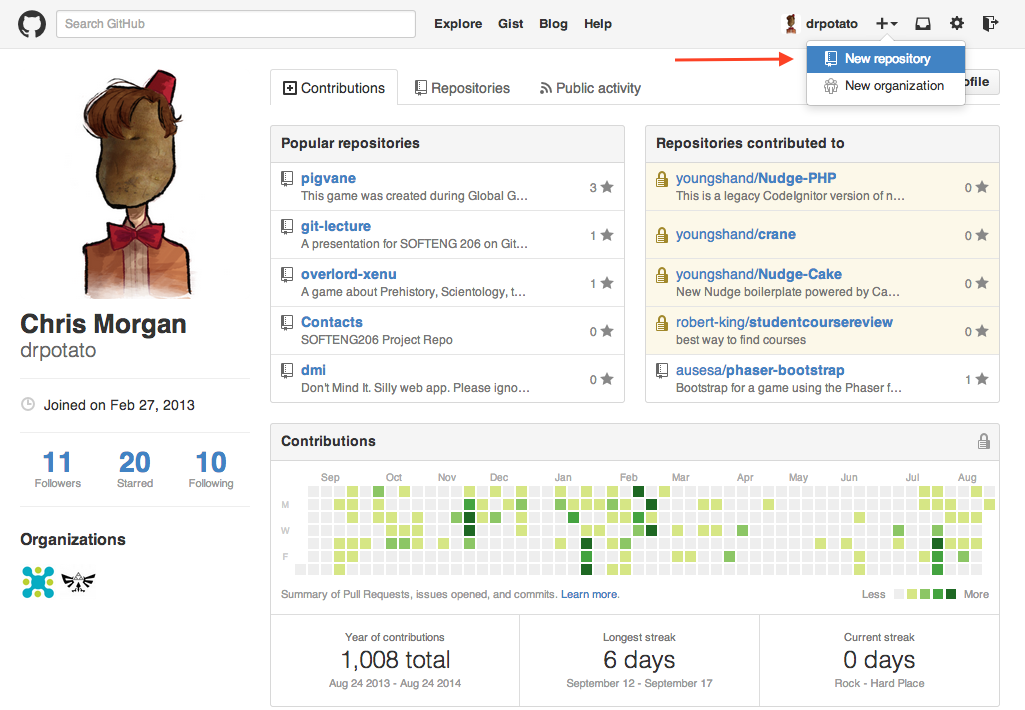 Search GitHub
Explore Gist Blog Help
drpotato
New repository
New organization
ofile
Contributions
Repositories
Public activity
Chris Morgan
drpotato
Joined on Feb 27, 2013
11 20 10
Followers Starred Following
Organizations
Popular repositories
pigvane
This game was created during Global G...
3
git-lecture
A presentation for SOFTENG 206 on Git...
1
overlord-xenu
A game about Prehistory, Scientology, t...
1
Contacts
SOFTENG206 Project Repo
0
dmi
Don't Mind It. Silly web app. Please igno...
0
Repositories contributed to
youngshand/Nudge-PHP
This is a legacy CodeIgnitor version of n...
0
youngshand/crane
0
youngshand/Nudge-Cake
New Nudge boilerplate powered by Ca...
0
robert-king/studentcoursereview
best way to find courses
0
ausesa/phaser-bootstrap
Bootstrap for a game using the Phaser f...
1
Contributions
Sep Oct Nov Dec Jan Feb Mar Apr May Jun Jul Aug
M
W
F
Summary of Pull Requests, issues opened, and commits. Learn more.
Less More
Year of contributions
1,008 total
Aug 24 2013 - Aug 24 2014
Longest streak
6 days
September 12 - September 17
Current streak
0 days
Rock - Hard Place